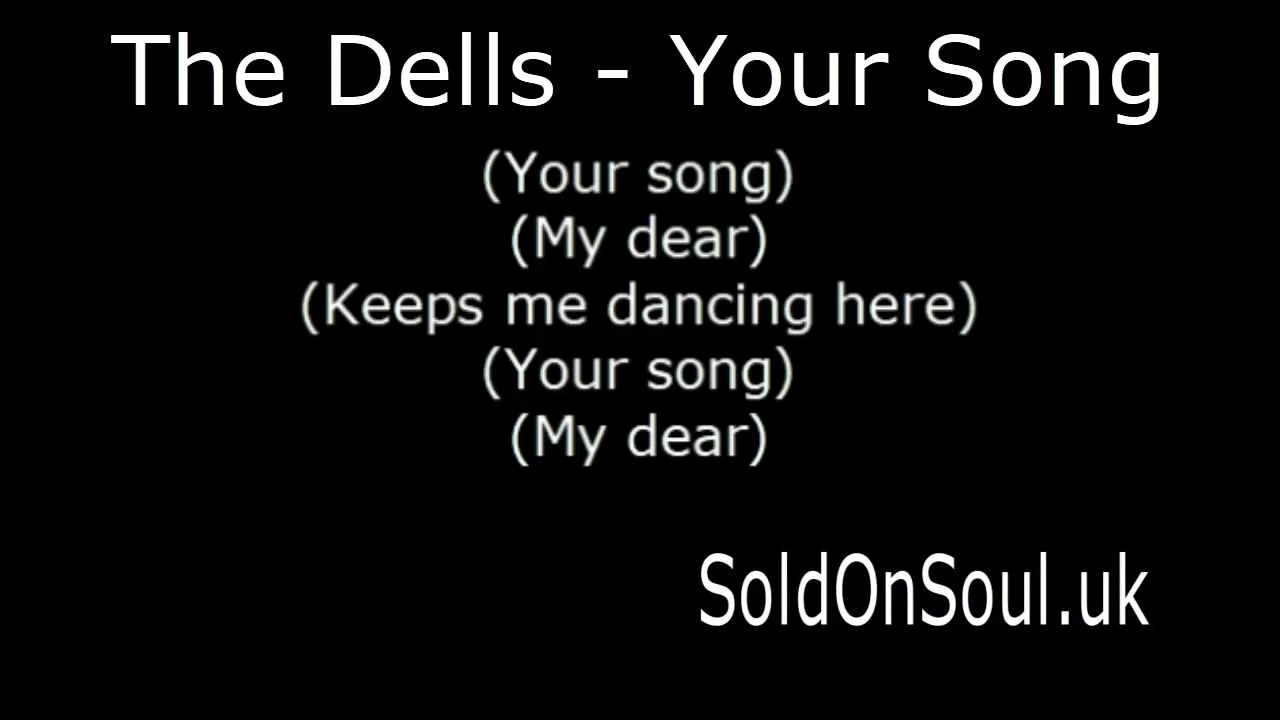 The Dells - Your Song
(Your song)
(My dear)
(Keeps me dancing here)
(Your song)
(My dear)
SoldOnSoul.uk